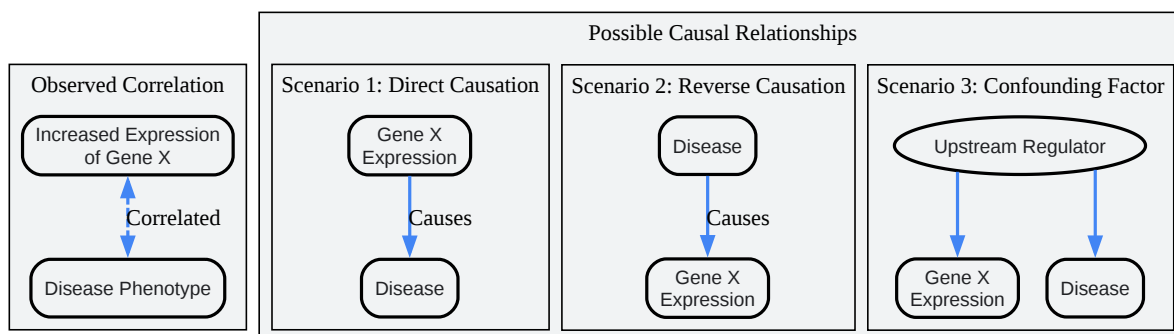 Possible Causal Relationships
Observed Correlation
Increased Expression
of Gene X
Correlated
Disease Phenotype
Scenario 1: Direct Causation
Gene X
Expression
Causes
Disease
Scenario 2: Reverse Causation
Disease
Causes
Gene X
Expression
Scenario 3: Confounding Factor
Upstream Regulator
Gene X
Expression
Disease